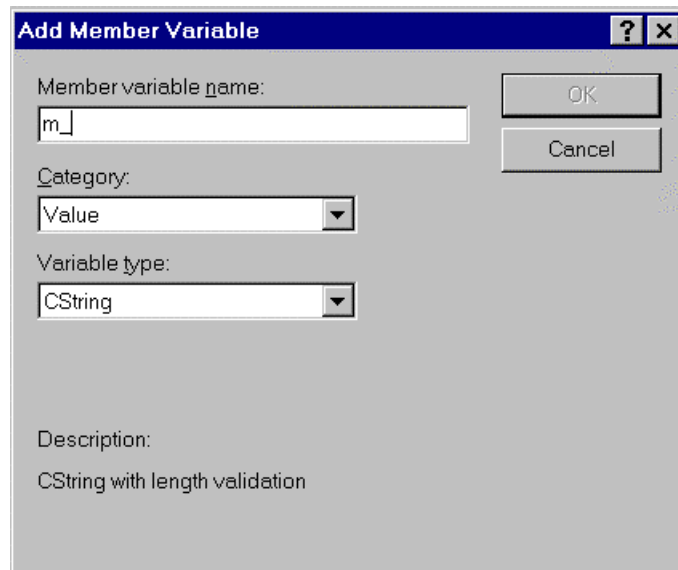 Add Member Variable
Member variable name:
m_
OK
Cancel
Category:
Value
Variable type:
CString
Description:
CString with length validation